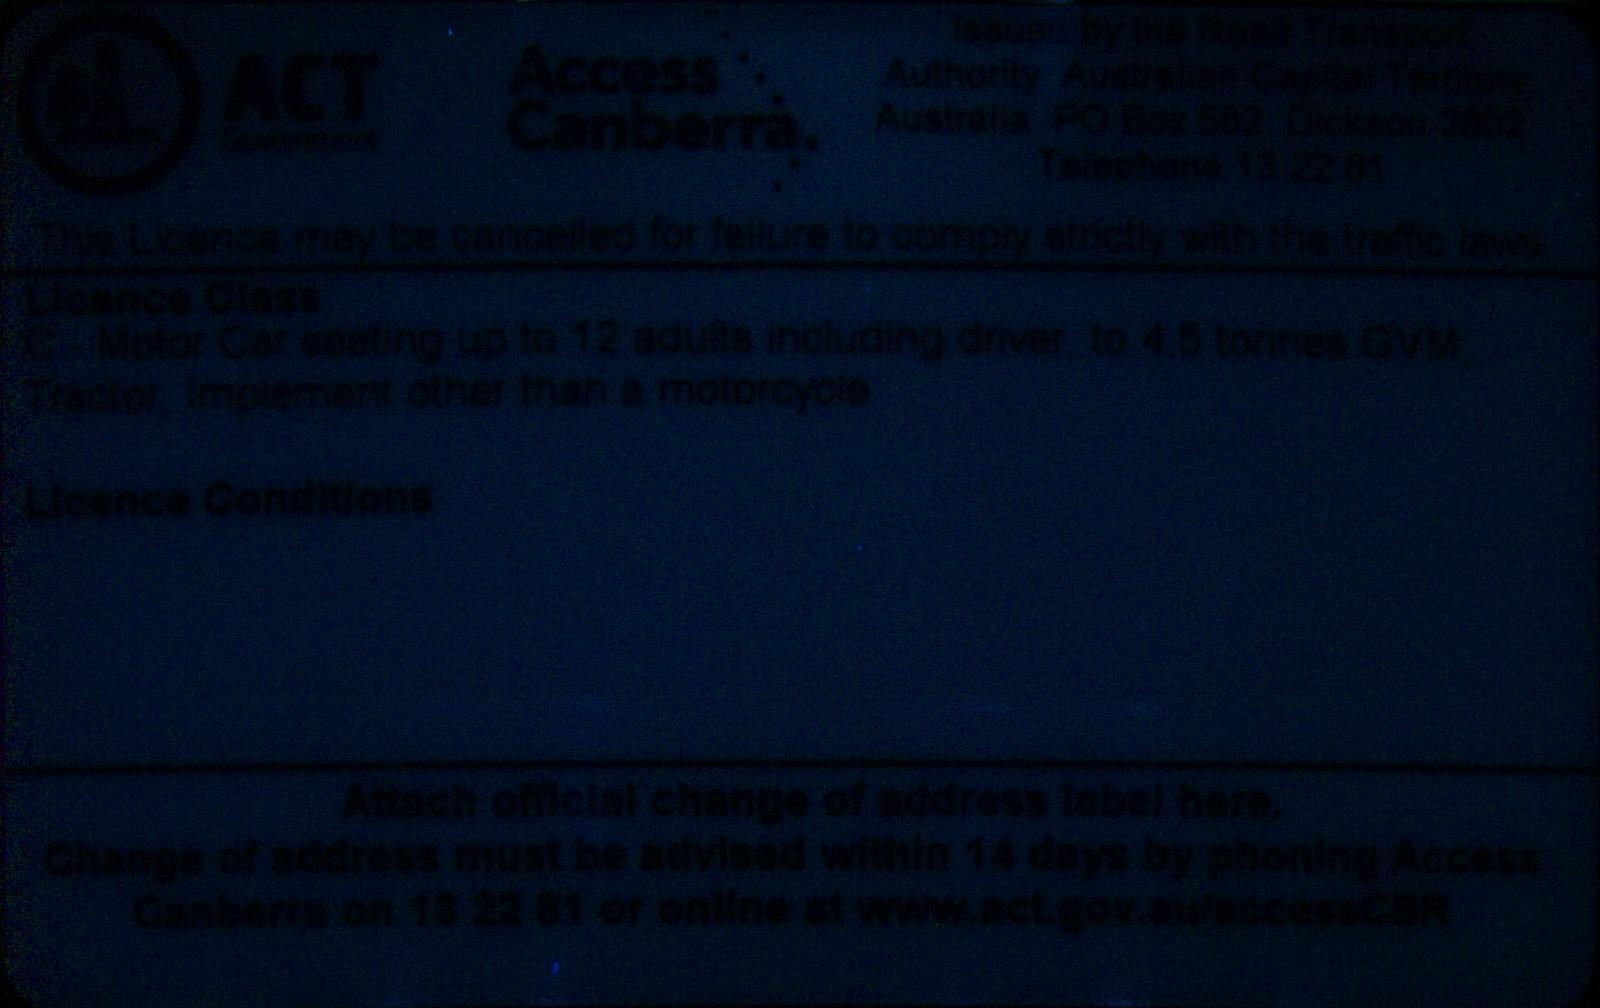 ACT
Government
Access
Canberra.
Issued by the Road Transport
Authority Australian Capital Territory,
Australia PO Box 582 Dickson 2602
Telephone 13 22 81
This Licence may be cancelled for failure to comply strictly with the traffic laws.
Licence Class
C - Motor Car seating up to 12 adults including driver, to 4.5 tonnes GVM,
Tractor, Implement other than a motorcycle
Licence Conditions
Attach official change of address label here.
Change of address must be advised within 14 days by phoning Access
Canberra on 13 22 81 or online at www.act.gov.au/accessCBR